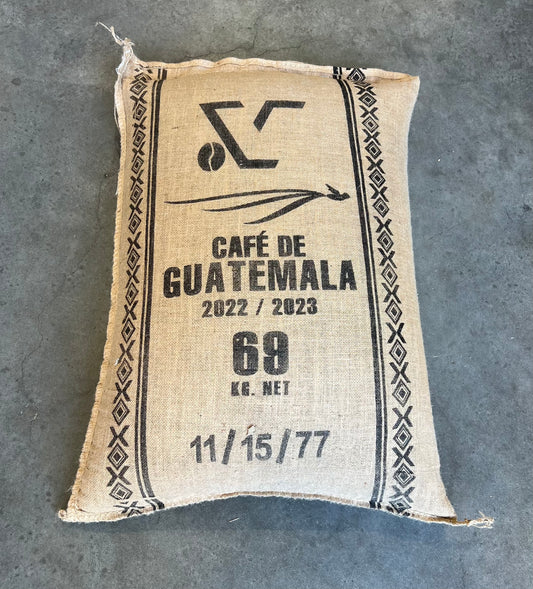 CAFÉ DE
GUATEMALA
2022 / 2023
69
KG. NET
11/15/77